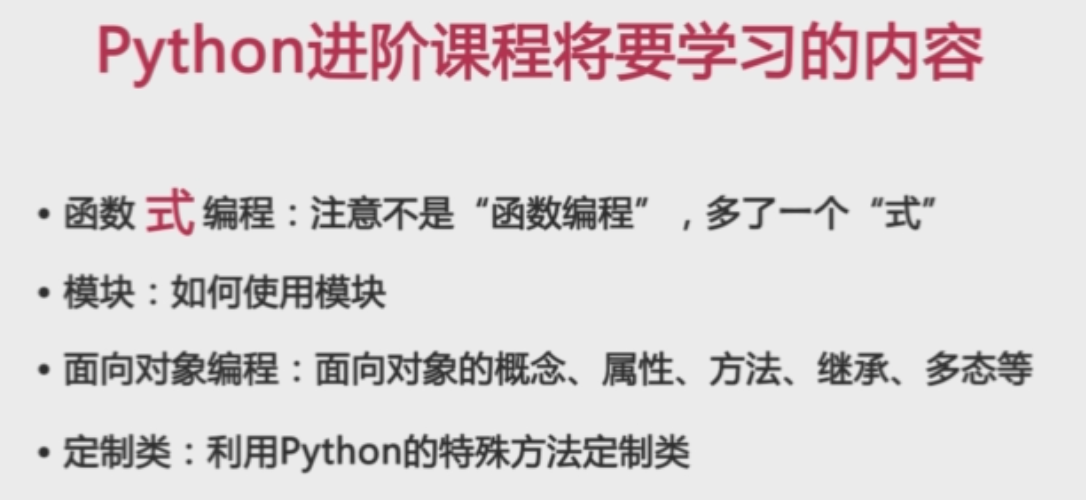 Python进阶课程将要学习的内容
• 函数 式 编程：注意不是“函数编程”，多了一个“式”
• 模块：如何使用模块
• 面向对象编程：面向对象的概念、属性、方法、继承、多态等
• 定制类：利用Python的特殊方法定制类